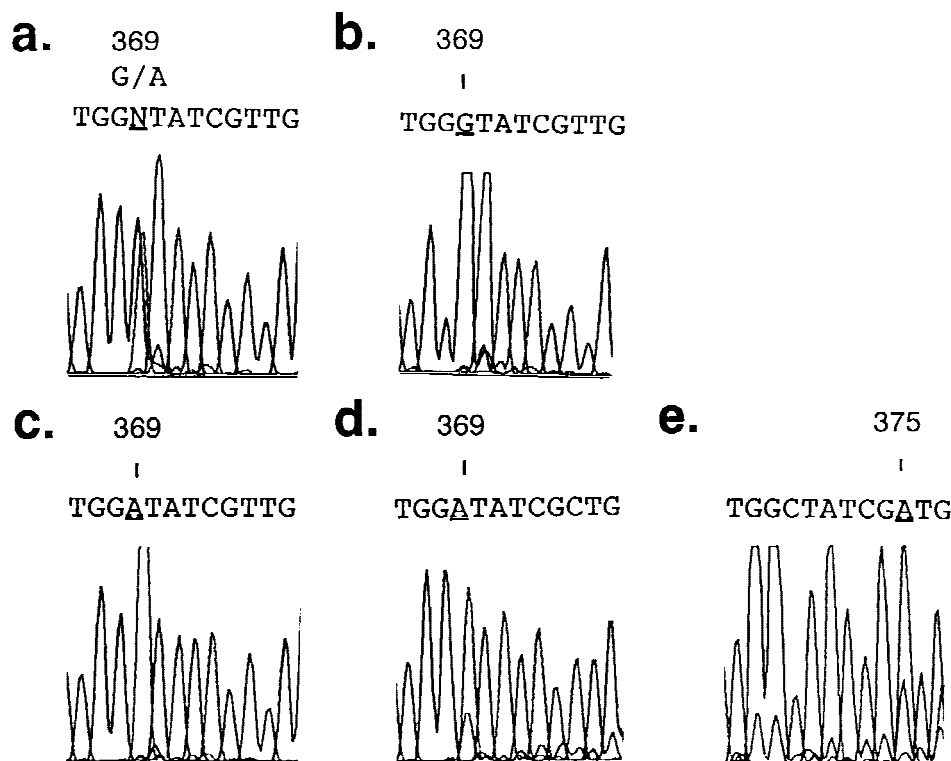 a.
369
G/A
TGGNTATCGTTG
b.
369
TGGGTATCGTTG
c.
369
TGGATATCGTTG
d.
369
TGGATATCGCTG
e.
375
TGGCTATCGATG